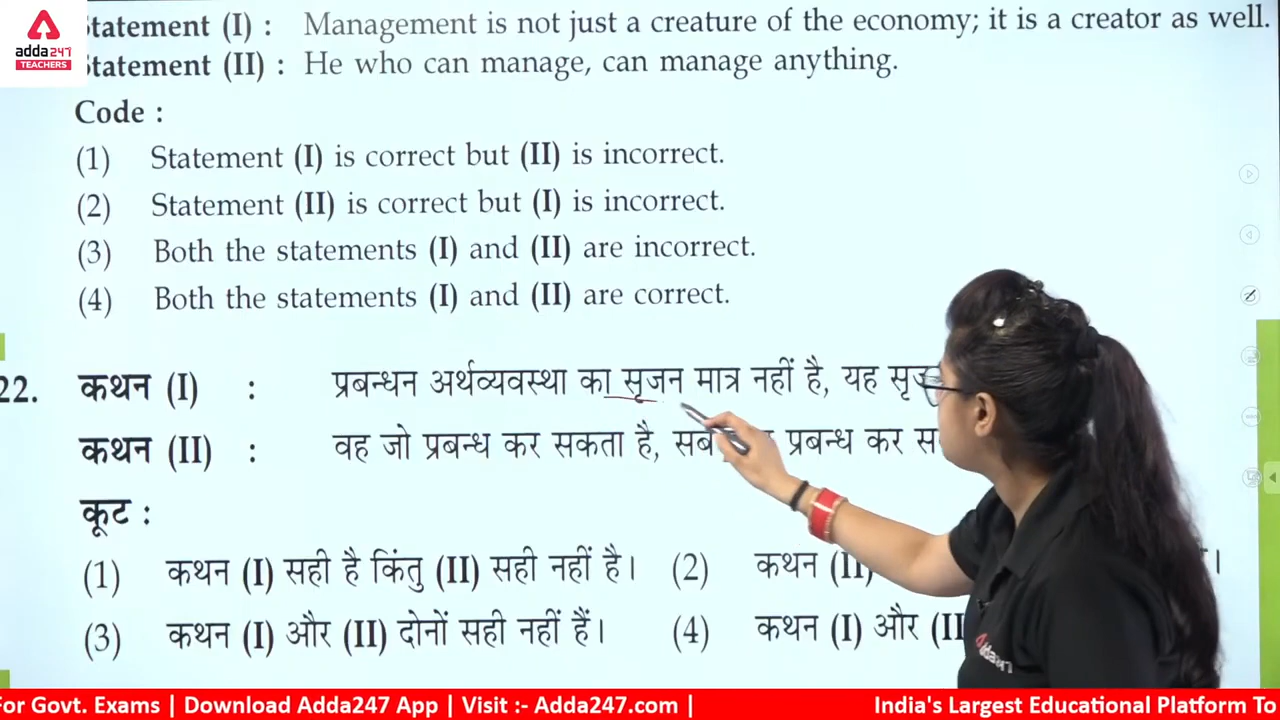 adda247
TEACHERS
Statement (I) : Management is not just a creature of the economy; it is a creator as well.
Statement (II) : He who can manage, can manage anything.
Code :
(1) Statement (I) is correct but (II) is incorrect.
(2) Statement (II) is correct but (I) is incorrect.
(3) Both the statements (I) and (II) are incorrect.
(4) Both the statements (I) and (II) are correct.
22. कथन (I) : प्रबन्धन अर्थव्यवस्था का सृजन मात्र नहीं है, यह
कथन (II) : वह जो प्रबन्ध कर सकता है, प्रबन्ध कर
कूट :
(1) कथन (I) सही है किंतु (II) सही नहीं है। (2) कथन (II)
(3) कथन (I) और (II) दोनों सही नहीं हैं। (4) कथन (I) और (II
For Govt. Exams | Download Adda247 App | Visit :- Adda247.com | India's Largest Educational Platform To